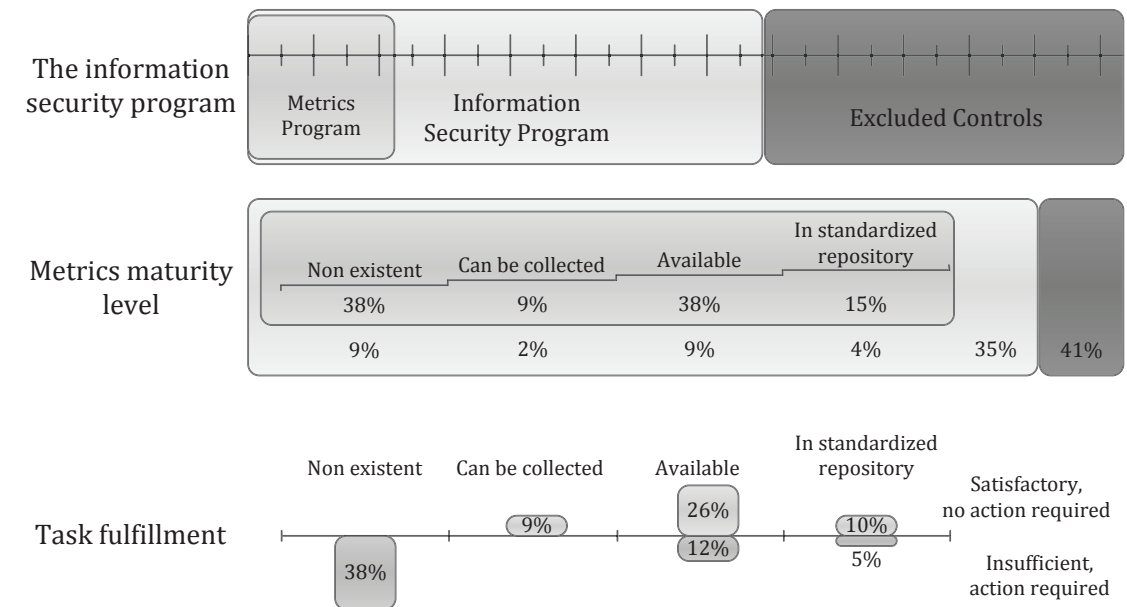 The information
security program
Metrics
Program
Information
Security Program
Excluded Controls
Metrics maturity
level
Non existent
Can be collected
Available
In standardized
repository
38%
9%
38%
15%
9%
2%
9%
4%
35%
41%
Task fulfillment
Non existent
Can be collected
Available
In standardized
repository
Satisfactory,
no action required
38%
9%
26%
12%
10%
5%
Insufficient,
action required